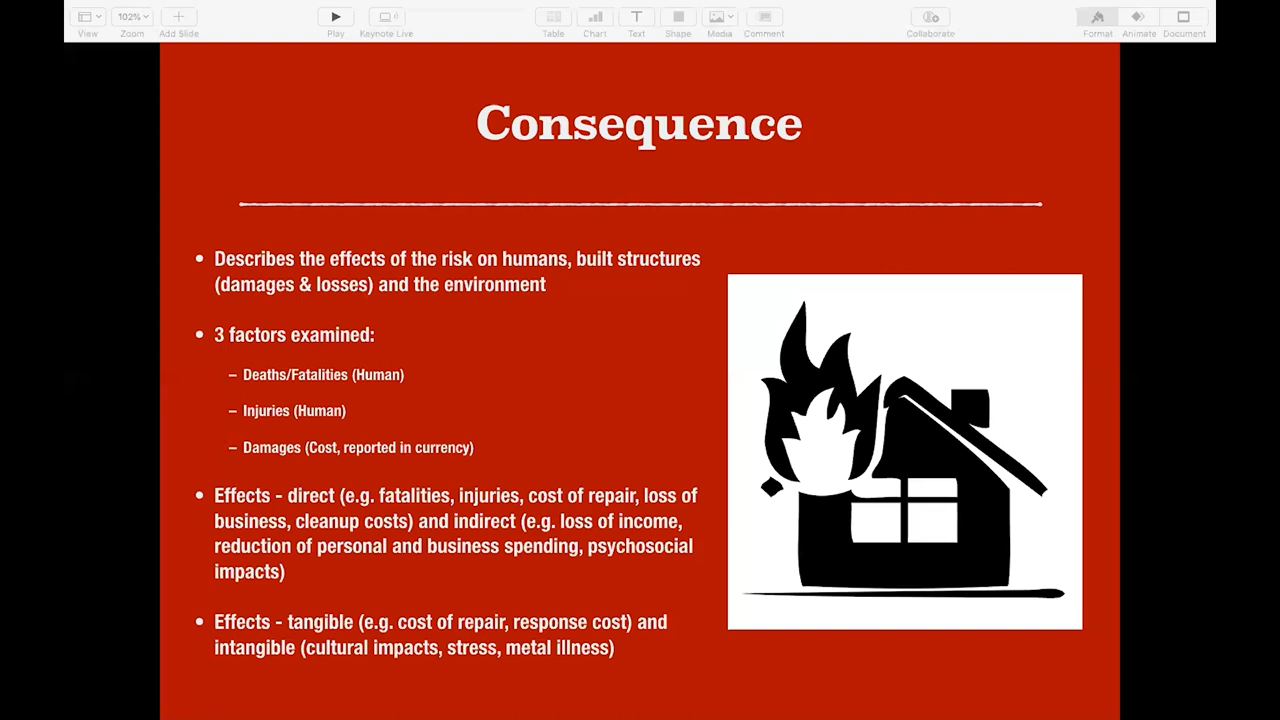 102%
View
Zoom
Add Slide
Play
Keynote Live
Table
Chart
Text
Shape
Media
Comment
Collaborate
Format
Animate
Document
Consequence
• Describes the effects of the risk on humans, built structures
(damages & losses) and the environment
• 3 factors examined:
– Deaths/Fatalities (Human)
– Injuries (Human)
– Damages (Cost, reported in currency)
• Effects - direct (e.g. fatalities, injuries, cost of repair, loss of
business, cleanup costs) and indirect (e.g. loss of income,
reduction of personal and business spending, psychosocial
impacts)
• Effects - tangible (e.g. cost of repair, response cost) and
intangible (cultural impacts, stress, metal illness)